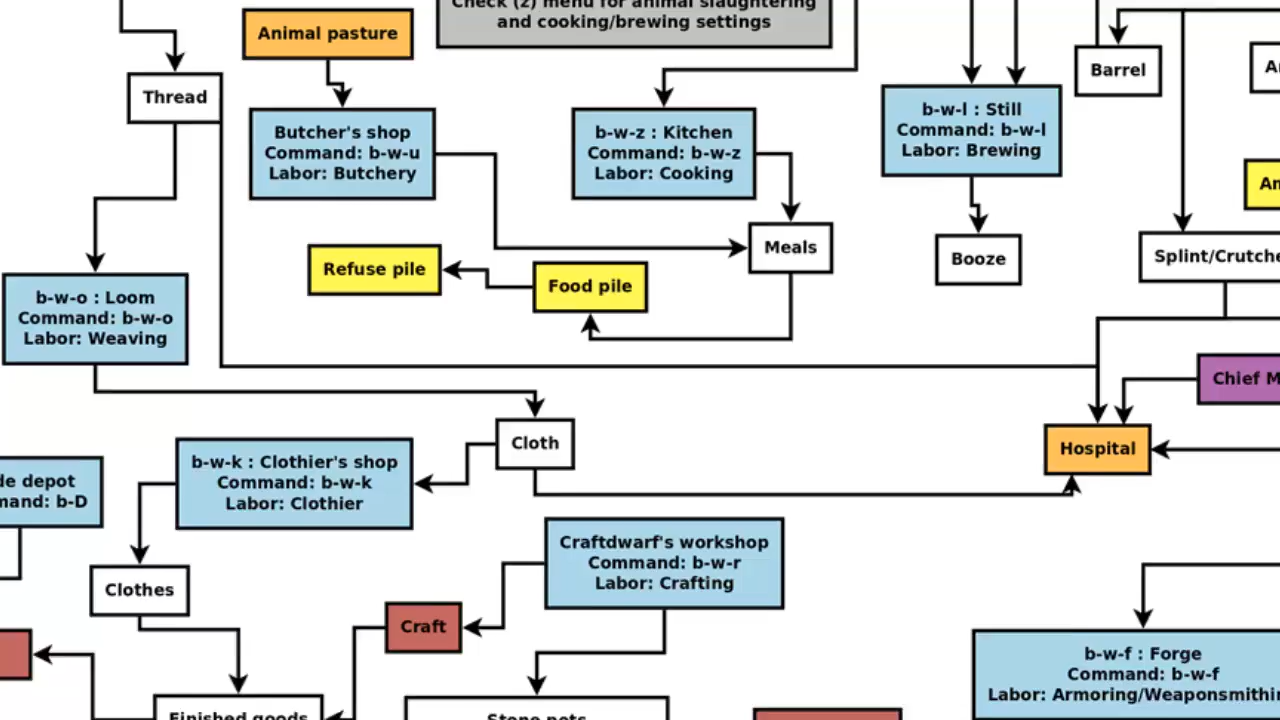 Check (z) menu for animal slaughtering
and cooking/brewing settings
Animal pasture
Barrel
Thread
Butcher's shop
Command: b-w-u
Labor: Butchery
b-w-z : Kitchen
Command: b-w-z
Labor: Cooking
b-w-l : Still
Command: b-w-l
Labor: Brewing
Meals
Booze
Splint/Crutche
Refuse pile
Food pile
b-w-o : Loom
Command: b-w-o
Labor: Weaving
Chief M
Cloth
Hospital
b-w-k : Clothier's shop
Command: b-w-k
Labor: Clothier
de depot
mand: b-D
Craftdwarf's workshop
Command: b-w-r
Labor: Crafting
Clothes
Craft
b-w-f : Forge
Command: b-w-f
Labor: Armoring/Weaponsmithin
Finished goods
Stone pots